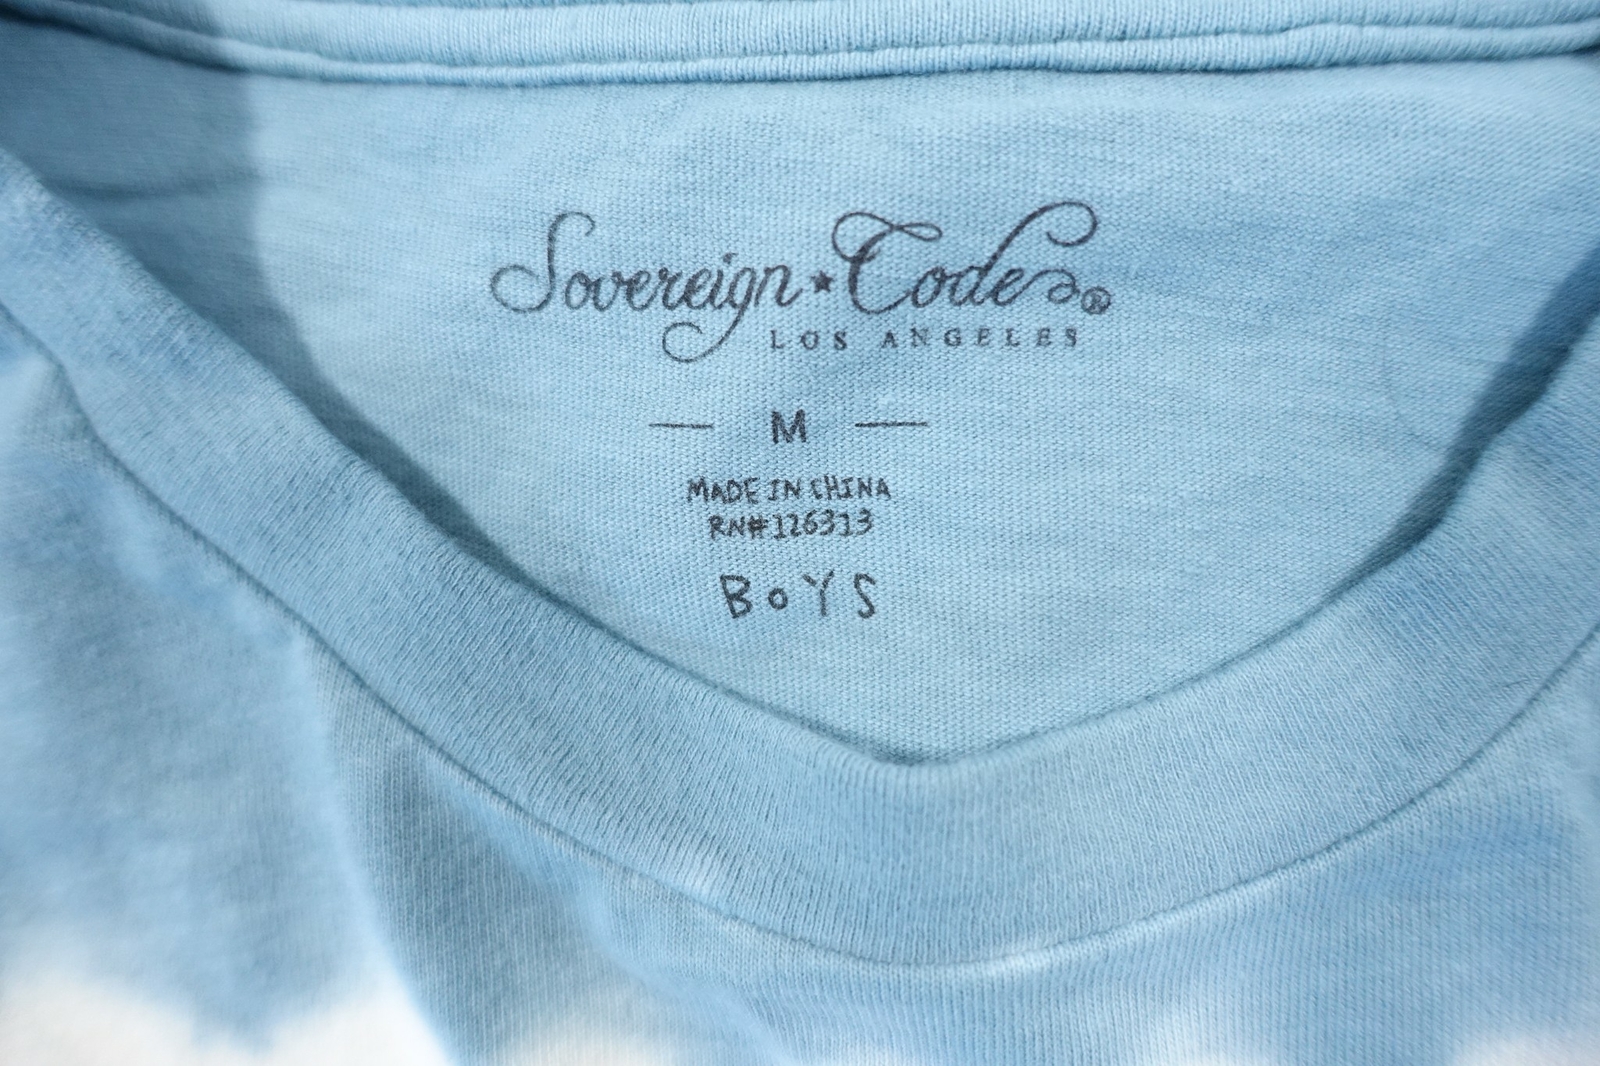 Sovereign★Code®
LOS ANGELES
— M —
MADE IN CHINA
RN#126313
BOYS